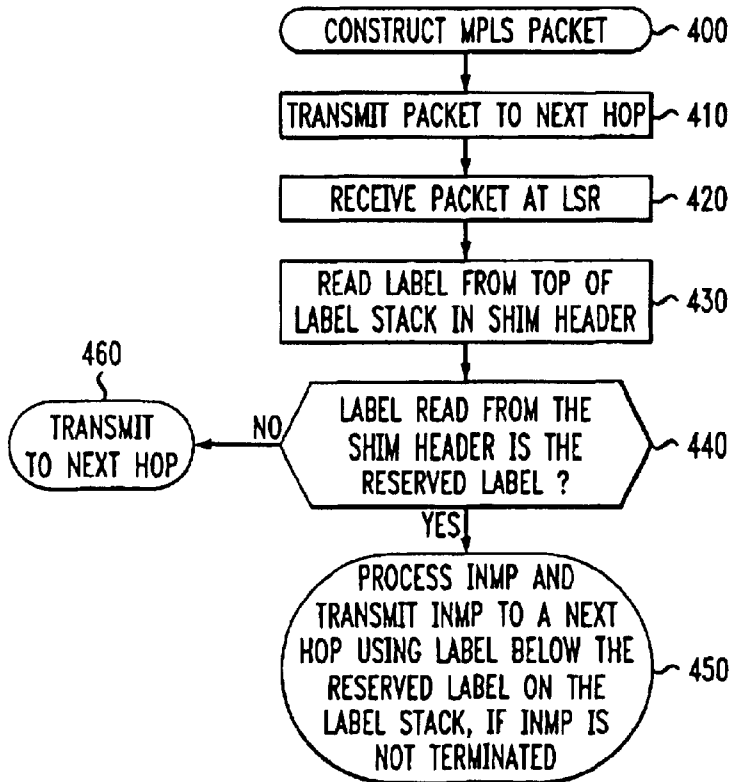 CONSTRUCT MPLS PACKET
400
TRANSMIT PACKET TO NEXT HOP
410
RECEIVE PACKET AT LSR
420
READ LABEL FROM TOP OF
LABEL STACK IN SHIM HEADER
430
460
TRANSMIT
TO NEXT HOP
NO
LABEL READ FROM THE
SHIM HEADER IS THE
RESERVED LABEL ?
440
YES
PROCESS INMP AND
TRANSMIT INMP TO A NEXT
HOP USING LABEL BELOW THE
RESERVED LABEL ON THE
LABEL STACK, IF INMP IS
NOT TERMINATED
450